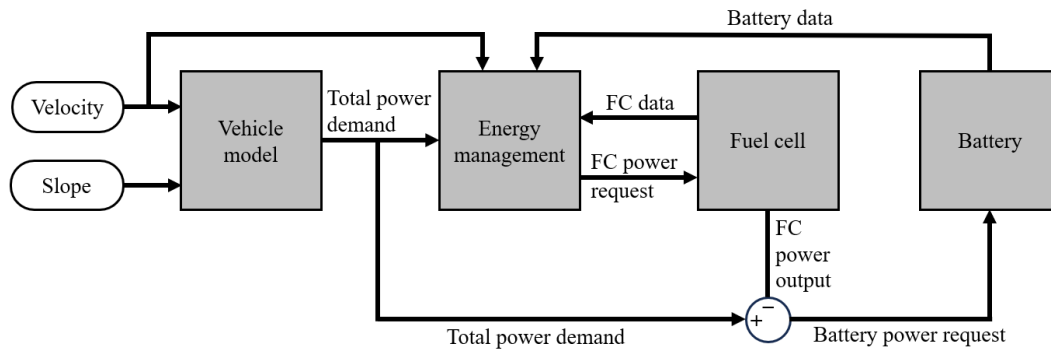 Battery data
Velocity
Slope
Vehicle
model
Total power
demand
Energy
management
FC data
FC power
request
Fuel cell
Battery
FC
power
output
+
−
Total power demand
Battery power request